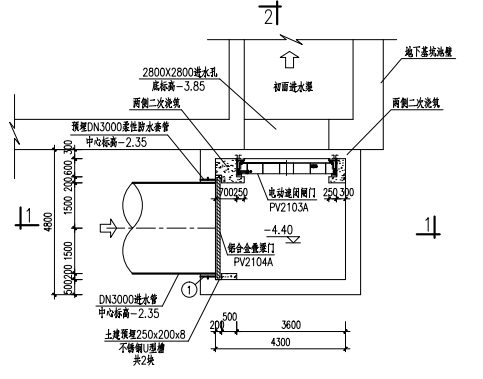 2
地下基坑池壁
2800X2800进水孔
底标高-3.85
初雨进水渠
两侧二次浇筑
两侧二次浇筑
预埋DN3000柔性防水套管
中心标高-2.35
300
600
200
1500
1500
200
500
4800
700
250
250
300
电动速闭闸门
PV2103A
1
1
-4.40
铝合金叠梁门
PV2104A
DN3000进水管
中心标高-2.35
1
土建预埋250x200x8
不锈钢U型槽
共2块
200
500
3600
4300